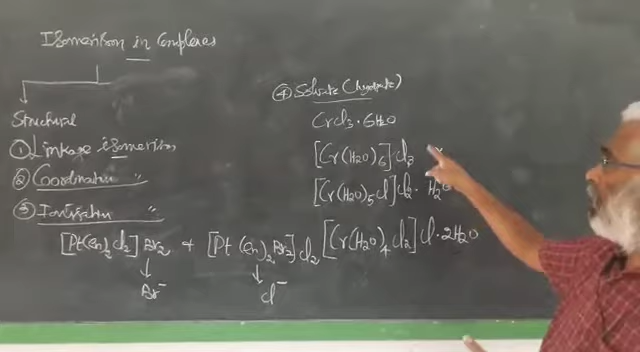 Isomerism in Complexes
Structural
① Linkage isomerism
② Coordination "
③ Ionisation "
[Pt(en)₂Cl₂]Br₂ + [Pt(en)₂Br₂]Cl₂
Br⁻
Cl⁻
④ Solvate (hydrate)
CrCl₃·6H₂O
[Cr(H₂O)₆]Cl₃
[Cr(H₂O)₅Cl]Cl₂· H₂O
[Cr(H₂O)₄Cl₂]Cl·2H₂O